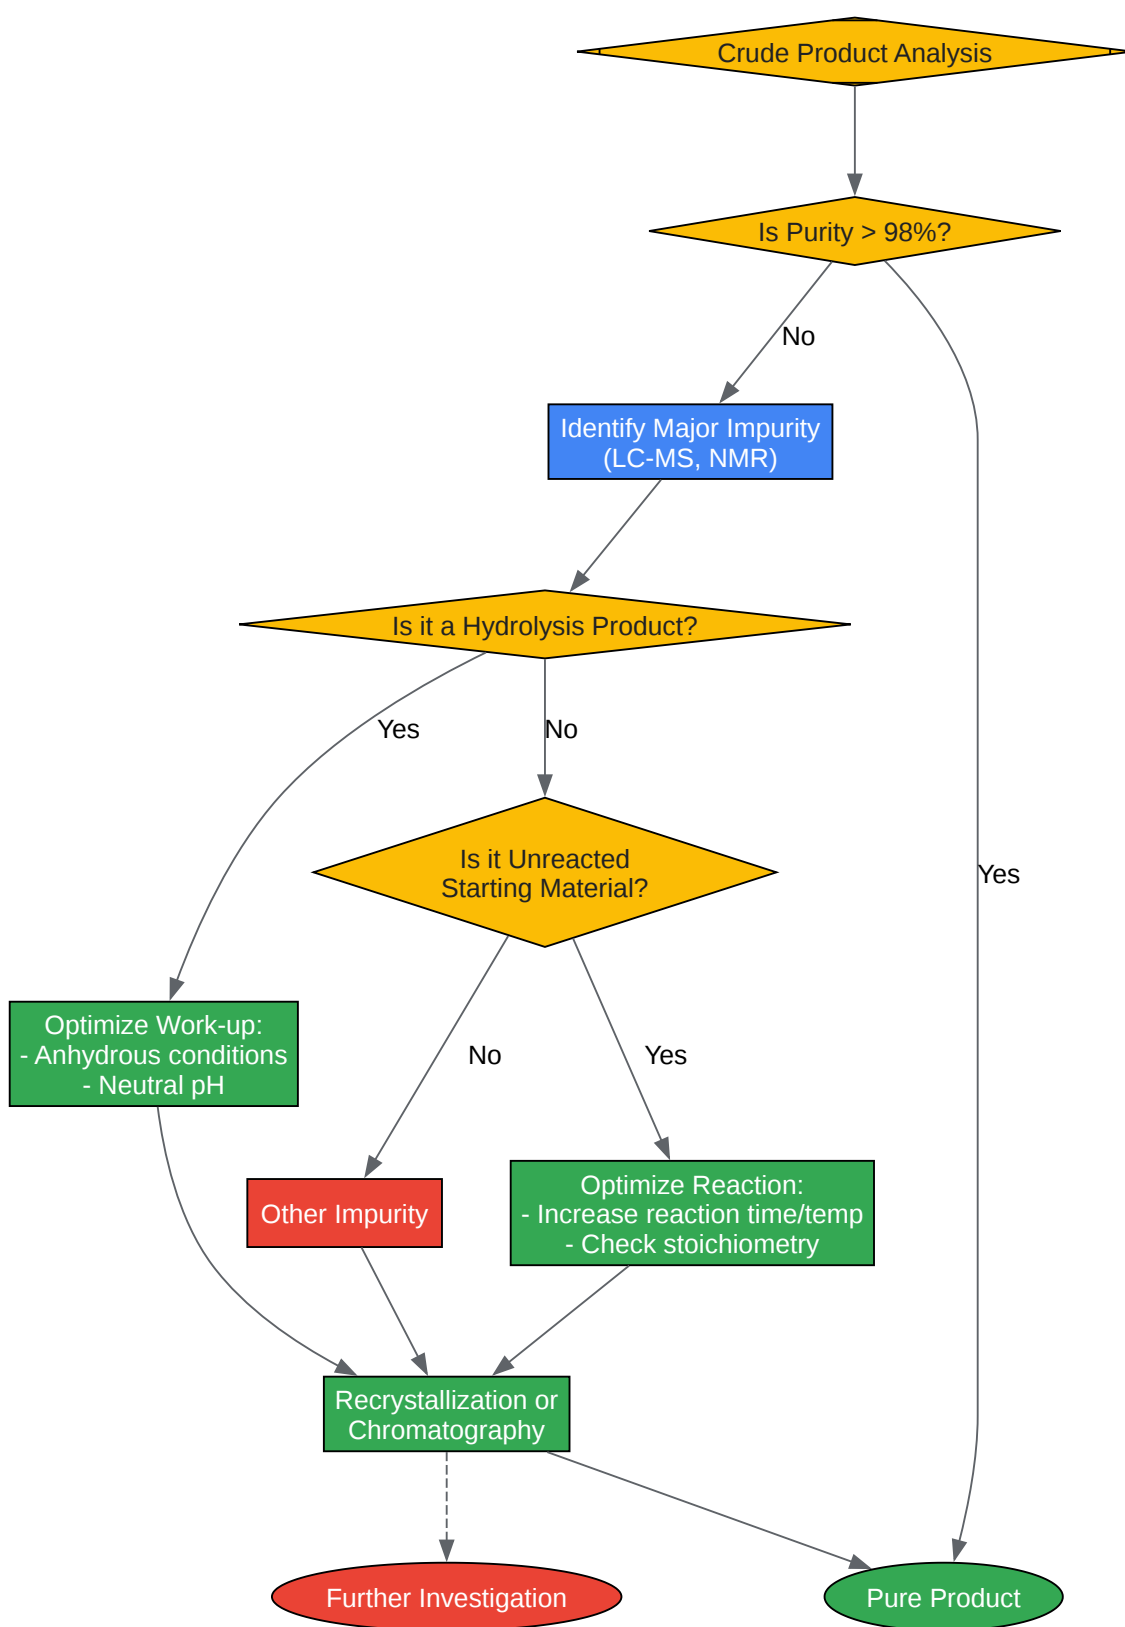 Crude Product Analysis
Is Purity > 98%?
No
Identify Major Impurity
(LC-MS, NMR)
Is it a Hydrolysis Product?
Yes
No
Is it Unreacted
Starting Material?
Yes
Optimize Work-up:
- Anhydrous conditions
- Neutral pH
No
Yes
Other Impurity
Optimize Reaction:
- Increase reaction time/temp
- Check stoichiometry
Recrystallization or
Chromatography
Further Investigation
Pure Product